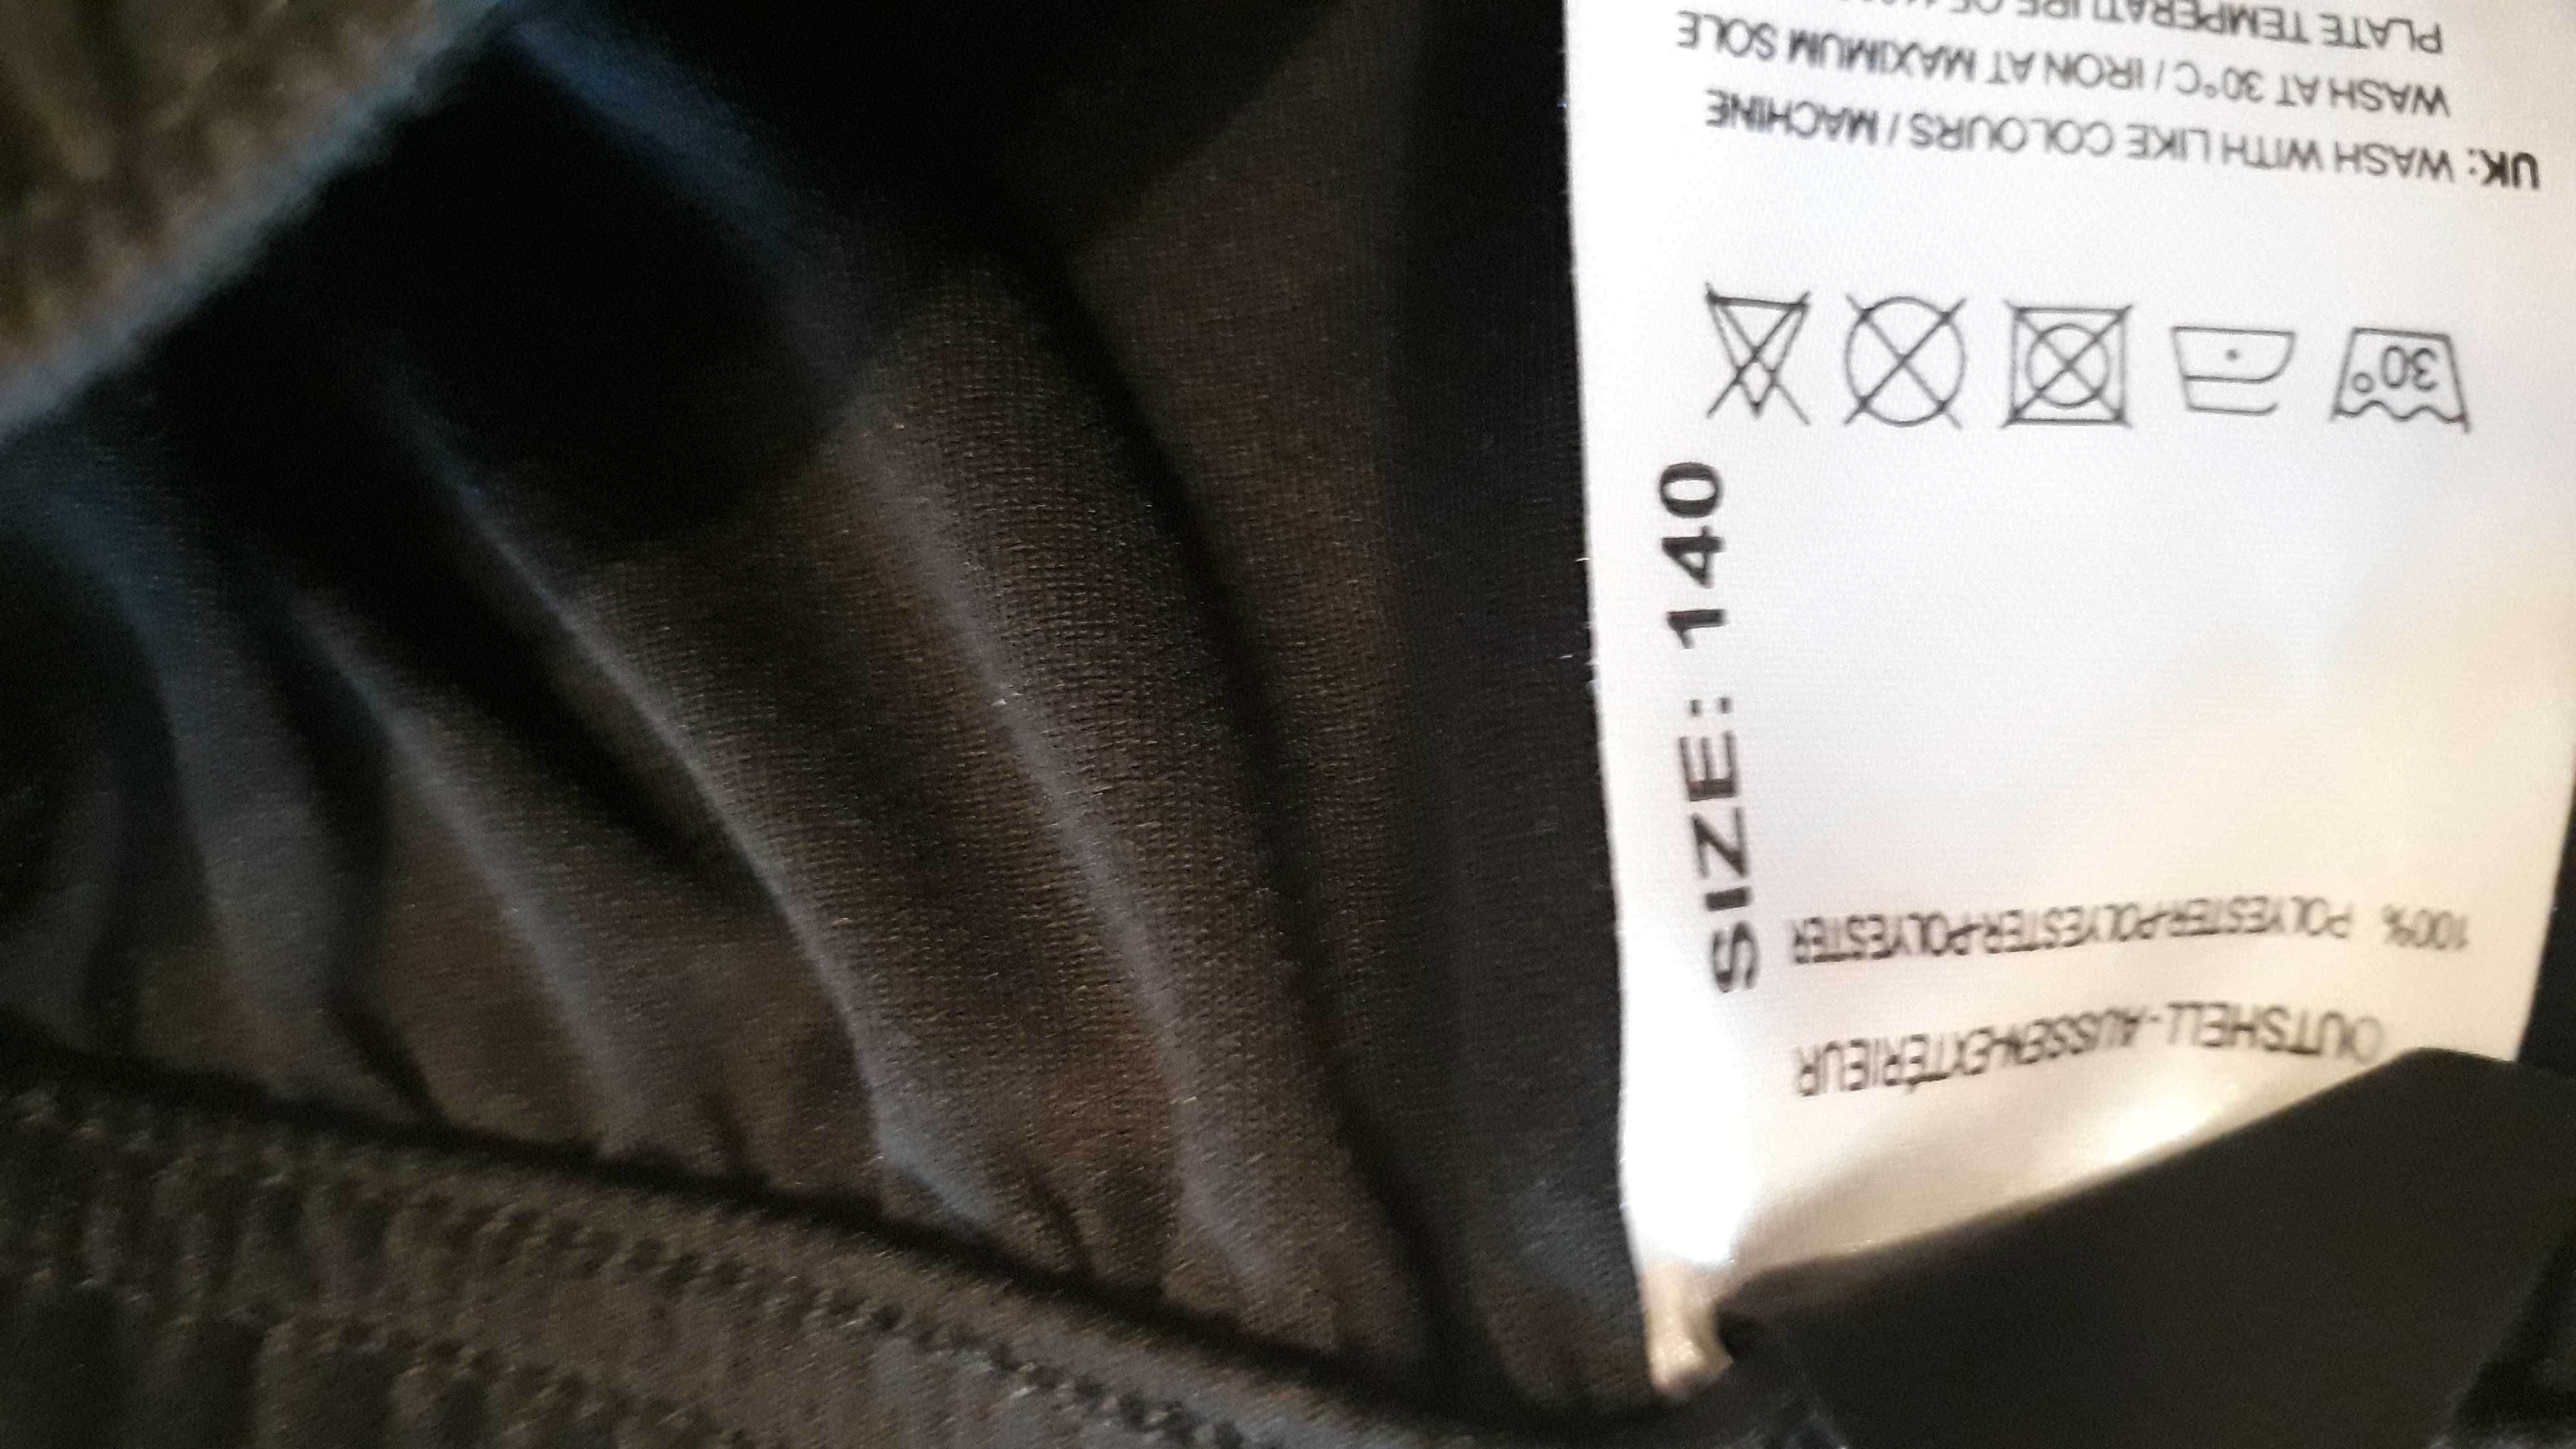 OUTSHELL-AUSSEN-EXTÉRIEUR
100% POLYESTER-POLYESTER-POLYESTER
SIZE: 140
30°
UK: WASH WITH LIKE COLOURS / MACHINE
WASH AT 30°C / IRON AT MAXIMUM SOLE
PLATE TEMPERATURE OF